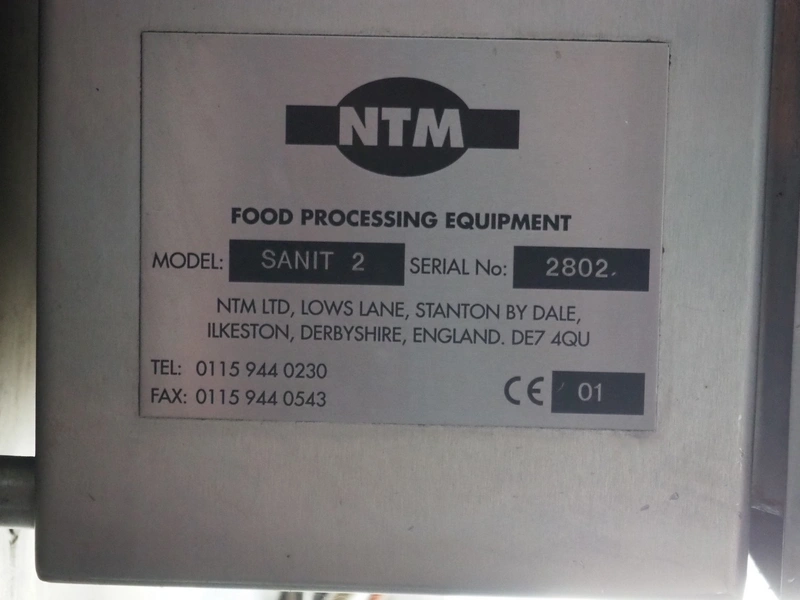 NTM
FOOD PROCESSING EQUIPMENT
MODEL: SANIT 2 SERIAL No: 2802
NTM LTD, LOWS LANE, STANTON BY DALE,
ILKESTON, DERBYSHIRE, ENGLAND. DE7 4QU
TEL: 0115 944 0230
FAX: 0115 944 0543
CE 01